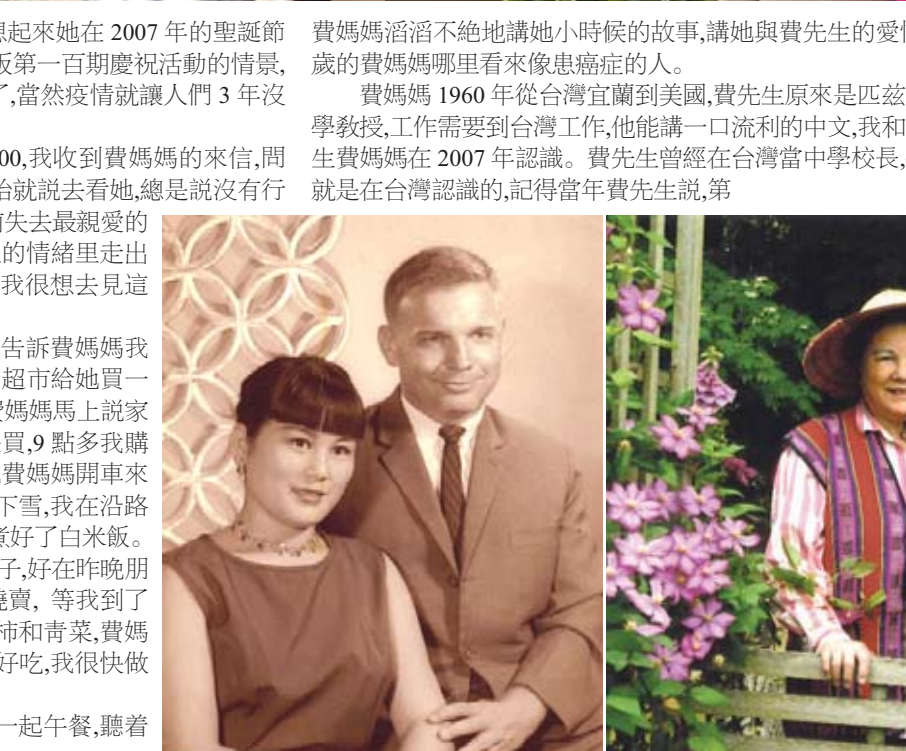 想起來她在 2007 年的聖誕節
版第一百期慶祝活動的情景,
了,當然疫情就讓人們 3 年沒
00,我收到費媽媽的來信,問
始就説去看她,總是説沒有行
前失去最親愛的
的情緒里走出
我很想去見這
告訴費媽媽我
超市給她買一
費媽媽馬上説家
買,9 點多我購
費媽媽開車來
下雪,我在沿路
煮好了白米飯。
子,好在昨晚朋
燒賣, 等我到了
柿和青菜,費媽
好吃,我很快做
一起午餐,聽着
費媽媽滔滔不絶地講她小時候的故事,講她與費先生的愛情
歲的費媽媽哪里看來像患癌症的人。
費媽媽 1960 年從台灣宜蘭到美國,費先生原來是匹茲
學敎授,工作需要到台灣工作,他能講一口流利的中文,我和
生費媽媽在 2007 年認識。費先生曾經在台灣當中學校長,
就是在台灣認識的,記得當年費先生説,第